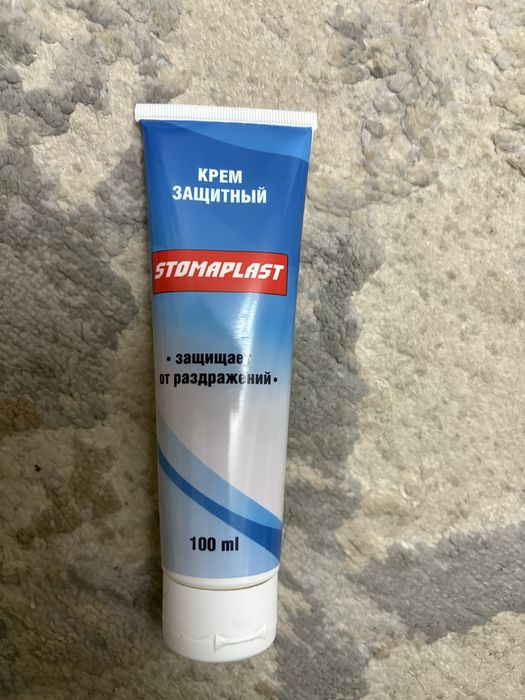 КРЕМ
ЗАЩИТНЫЙ
STOMAPLAST
• защищает
от раздражений •
100 ml